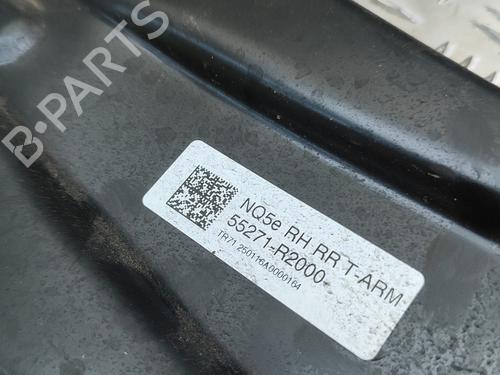 B-PARTS
NQ5e RH RR T-ARM
55271-R2000
TR71 250116A0000164